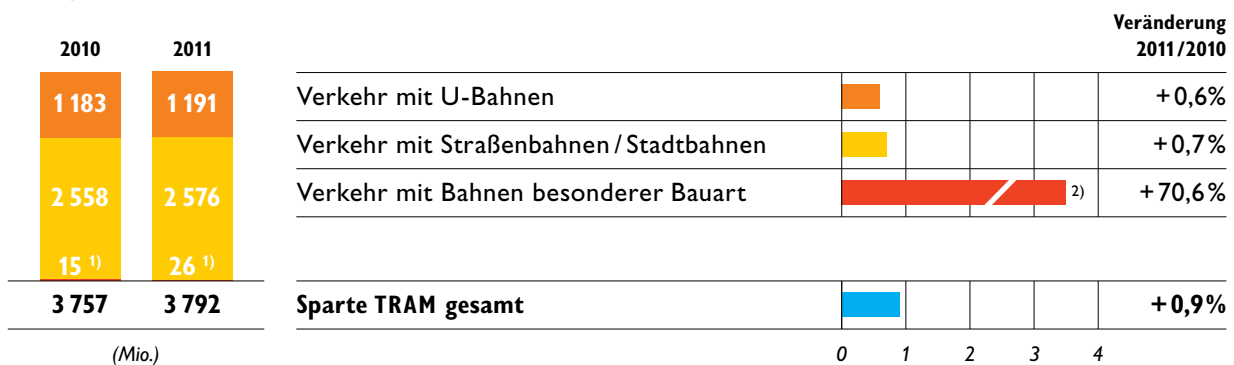 Veränderung
2010 2011 2011/2010
1 183 1 191 Verkehr mit U-Bahnen +0,6%
Verkehr mit Straßenbahnen / Stadtbahnen +0,7%
2 558 2 576 Verkehr mit Bahnen besonderer Bauart 2) +70,6%
15 1) 26 1)
3 757 3 792 Sparte TRAM gesamt +0,9%
(Mio.) 0 1 2 3 4